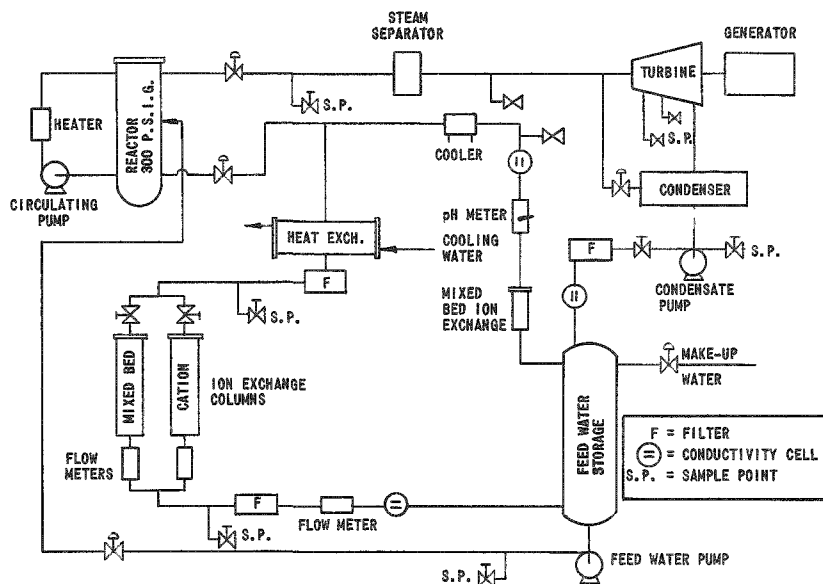 STEAM
SEPARATOR
GENERATOR
TURBINE
HEATER
REACTOR
300 P.S.I.G.
S.P.
COOLER
S.P.
CIRCULATING
PUMP
CONDENSER
pH METER
HEAT EXCH.
COOLING
WATER
F
S.P.
CONDENSATE
PUMP
F
S.P.
MIXED
BED ION
EXCHANGE
MIXED BED
CATION
ION EXCHANGE
COLUMNS
MAKE-UP
WATER
FEED WATER
STORAGE
F = FILTER
= CONDUCTIVITY CELL
S.P. = SAMPLE POINT
FLOW
METERS
F
FLOW METER
S.P.
FEED WATER PUMP
S.P.